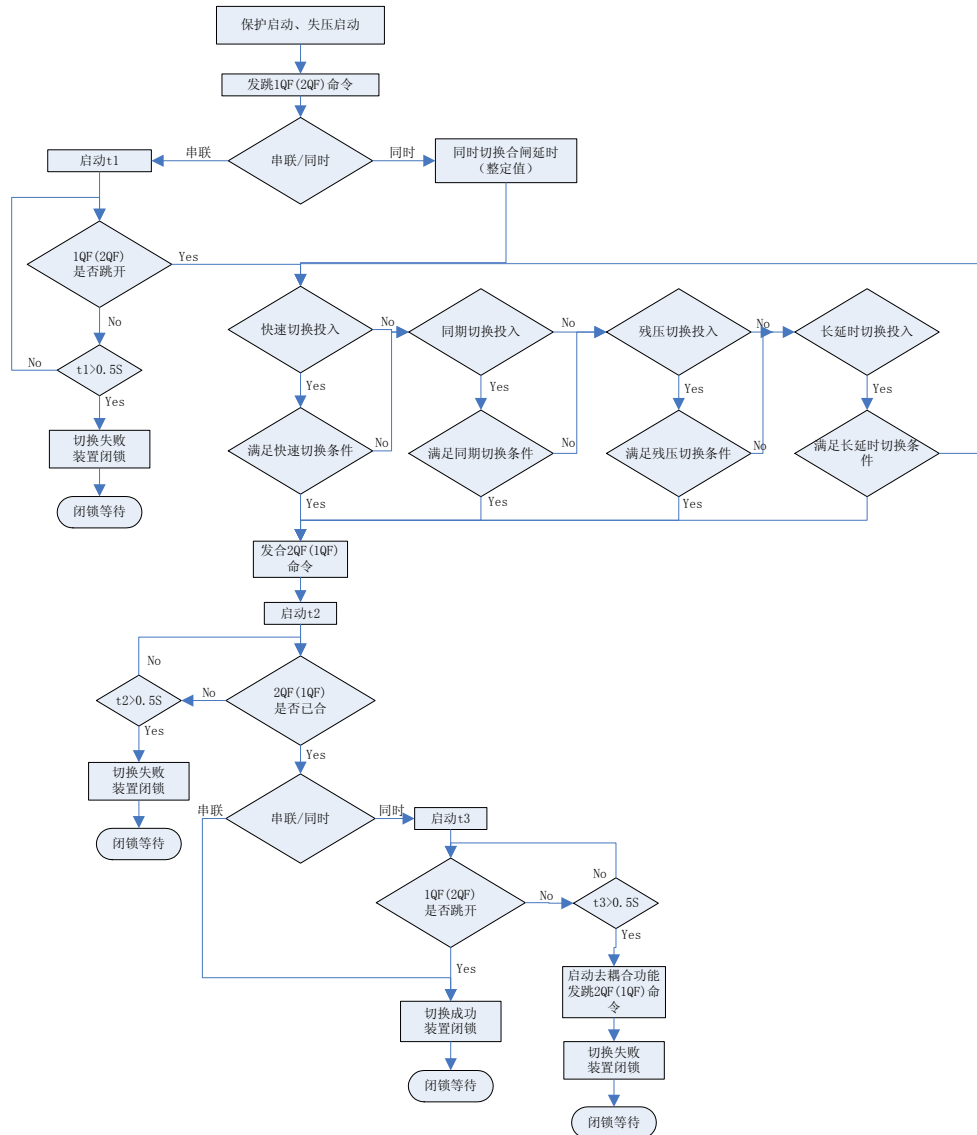 保护启动、失压启动
发跳1QF(2QF)命令
串联/同时
串联
同时
启动t1
同时切换合闸延时
（整定值）
1QF(2QF)
是否跳开
Yes
No
t1>0.5S
No
Yes
切换失败
装置闭锁
闭锁等待
快速切换投入
No
同期切换投入
No
残压切换投入
No
长延时切换投入
Yes
Yes
Yes
Yes
满足快速切换条件
No
满足同期切换条件
No
满足残压切换条件
No
满足长延时切换条
件
Yes
Yes
Yes
发合2QF(1QF)
命令
启动t2
2QF(1QF)
是否已合
No
t2>0.5S
No
Yes
切换失败
装置闭锁
闭锁等待
Yes
串联/同时
串联
同时
启动t3
1QF(2QF)
是否跳开
No
t3>0.5S
No
Yes
Yes
启动去耦合功能
发跳2QF(1QF)命
令
切换成功
装置闭锁
闭锁等待
切换失败
装置闭锁
闭锁等待